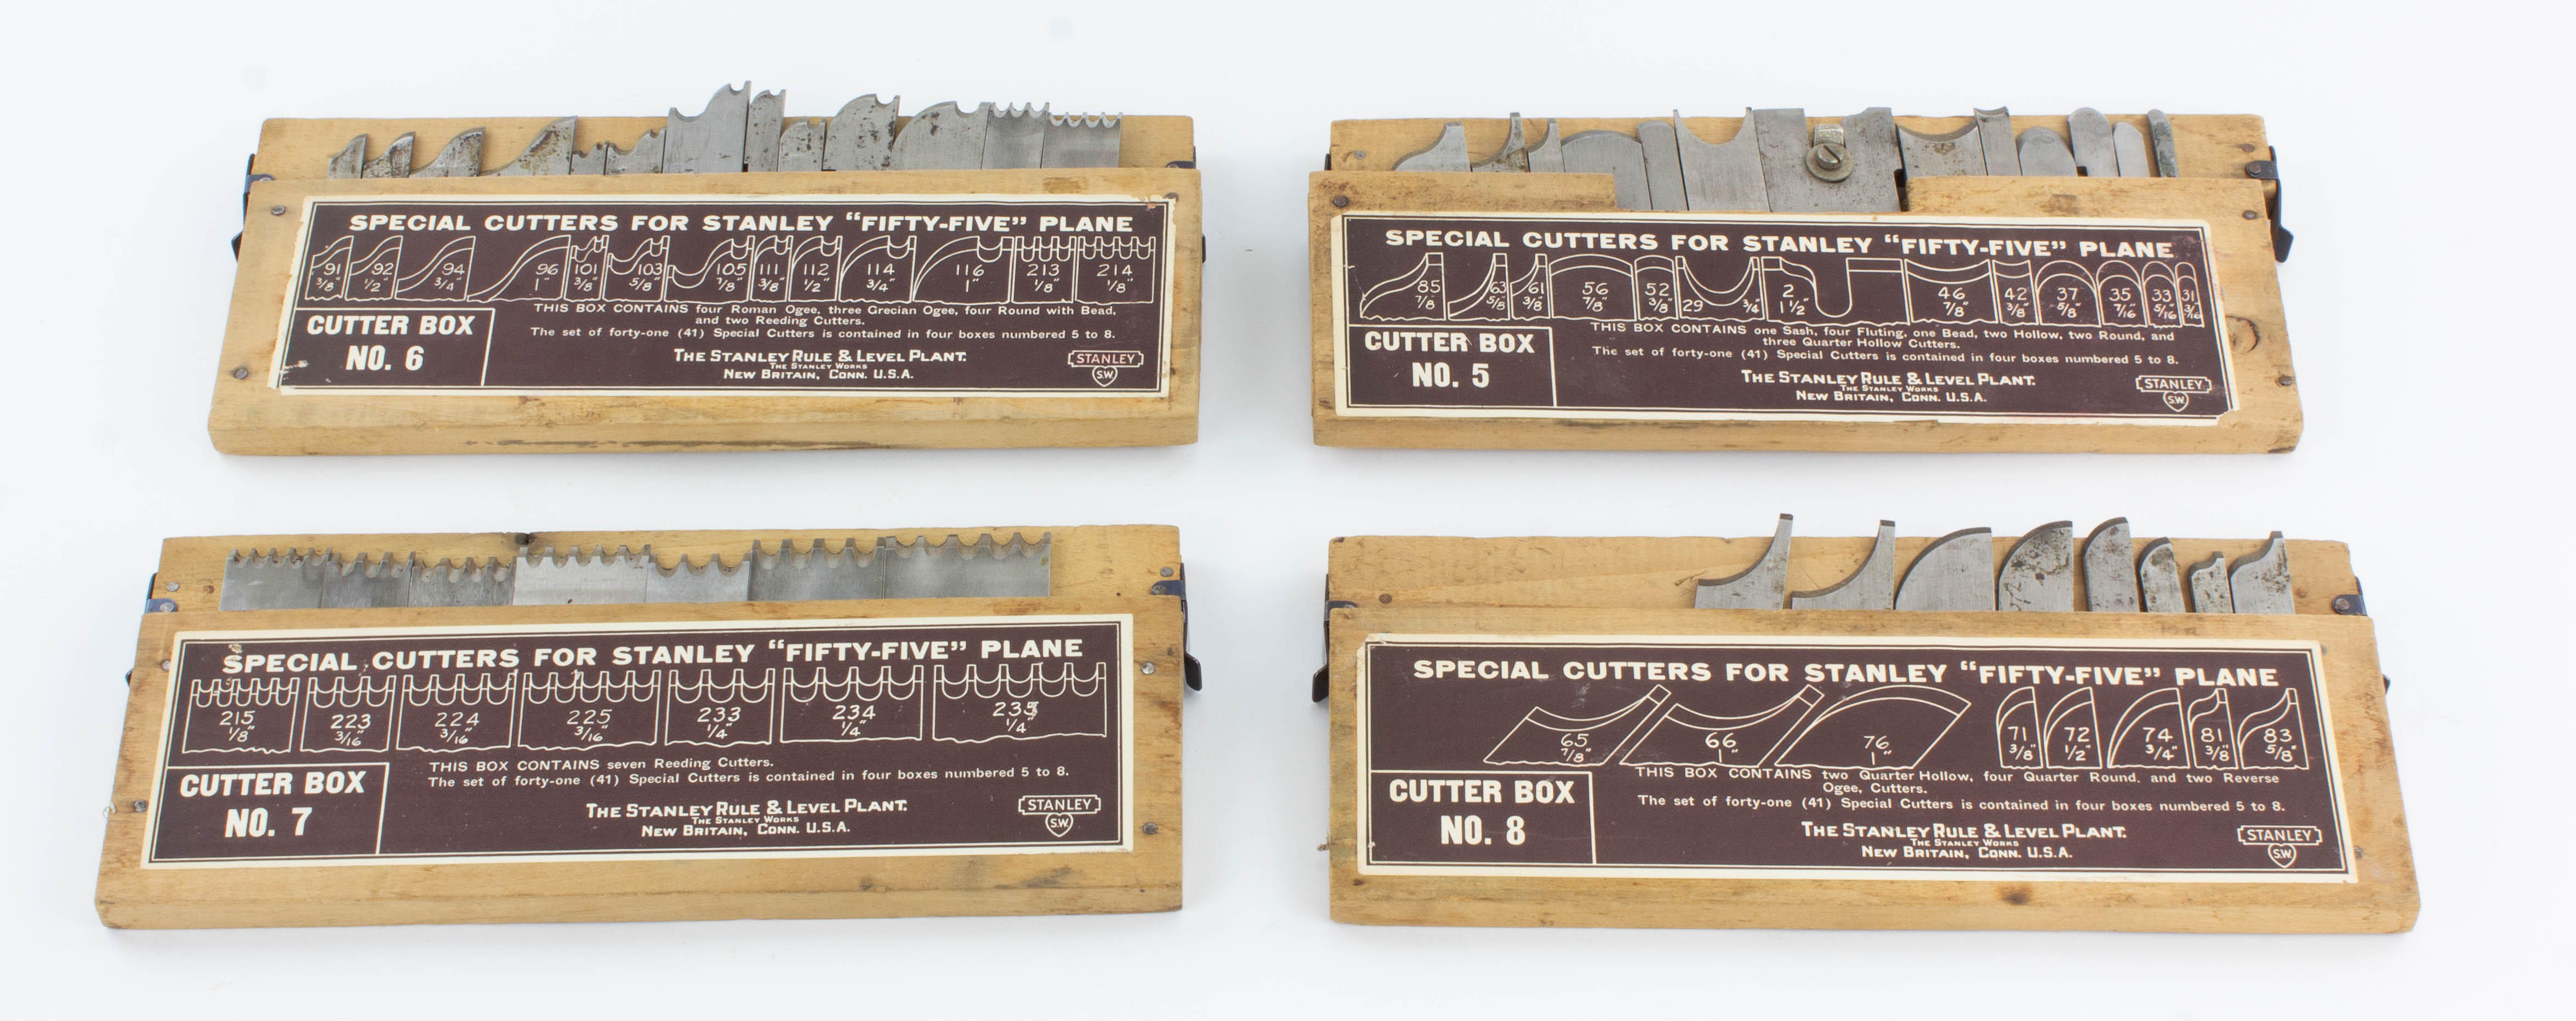 SPECIAL CUTTERS FOR STANLEY “FIFTY-FIVE” PLANE
91 92 94 96 101 103 105 111 112 114 116 213 214
3/8" 1/2" 3/4" 1" 3/8" 5/8" 7/8" 3/8" 1/2" 3/4" 1" 1/8" 1/8"
THIS BOX CONTAINS four Roman Ogee, three Grecian Ogee, four Round with Bead,
and two Reeding Cutters.
CUTTER BOX
NO. 6
The set of forty-one (41) Special Cutters is contained in four boxes numbered 5 to 8.
THE STANLEY RULE & LEVEL PLANT.
THE STANLEY WORKS
NEW BRITAIN, CONN. U.S.A.
STANLEY
S.W.
SPECIAL CUTTERS FOR STANLEY “FIFTY-FIVE” PLANE
85 63 61 56 52 29 2 46 42 37 35 33 31
7/8 5/8 3/8" 7/8" 3/8" 3/4" 1 1/2" 7/8" 3/8" 5/8" 7/16 5/16 3/16
THIS BOX CONTAINS one Sash, four Fluting, one Bead, two Hollow, two Round, and
three Quarter Hollow Cutters.
CUTTER BOX
NO. 5
The set of forty-one (41) Special Cutters is contained in four boxes numbered 5 to 8.
THE STANLEY RULE & LEVEL PLANT.
THE STANLEY WORKS
NEW BRITAIN, CONN. U.S.A.
STANLEY
S.W.
SPECIAL CUTTERS FOR STANLEY “FIFTY-FIVE” PLANE
215 223 224 225 233 234 235
1/8" 3/16" 3/16" 3/16" 1/4" 1/4" 1/4"
THIS BOX CONTAINS seven Reeding Cutters.
CUTTER BOX
NO. 7
The set of forty-one (41) Special Cutters is contained in four boxes numbered 5 to 8.
THE STANLEY RULE & LEVEL PLANT.
THE STANLEY WORKS
NEW BRITAIN, CONN. U.S.A.
STANLEY
S.W.
SPECIAL CUTTERS FOR STANLEY “FIFTY-FIVE” PLANE
65 66 76 71 72 74 81 83
7/8" 1" 1" 3/8" 1/2" 3/4" 3/8" 5/8"
THIS BOX CONTAINS two Quarter Hollow, four Quarter Round, and two Reverse
Ogee, Cutters.
CUTTER BOX
NO. 8
The set of forty-one (41) Special Cutters is contained in four boxes numbered 5 to 8.
THE STANLEY RULE & LEVEL PLANT.
THE STANLEY WORKS
NEW BRITAIN, CONN. U.S.A.
STANLEY
S.W.